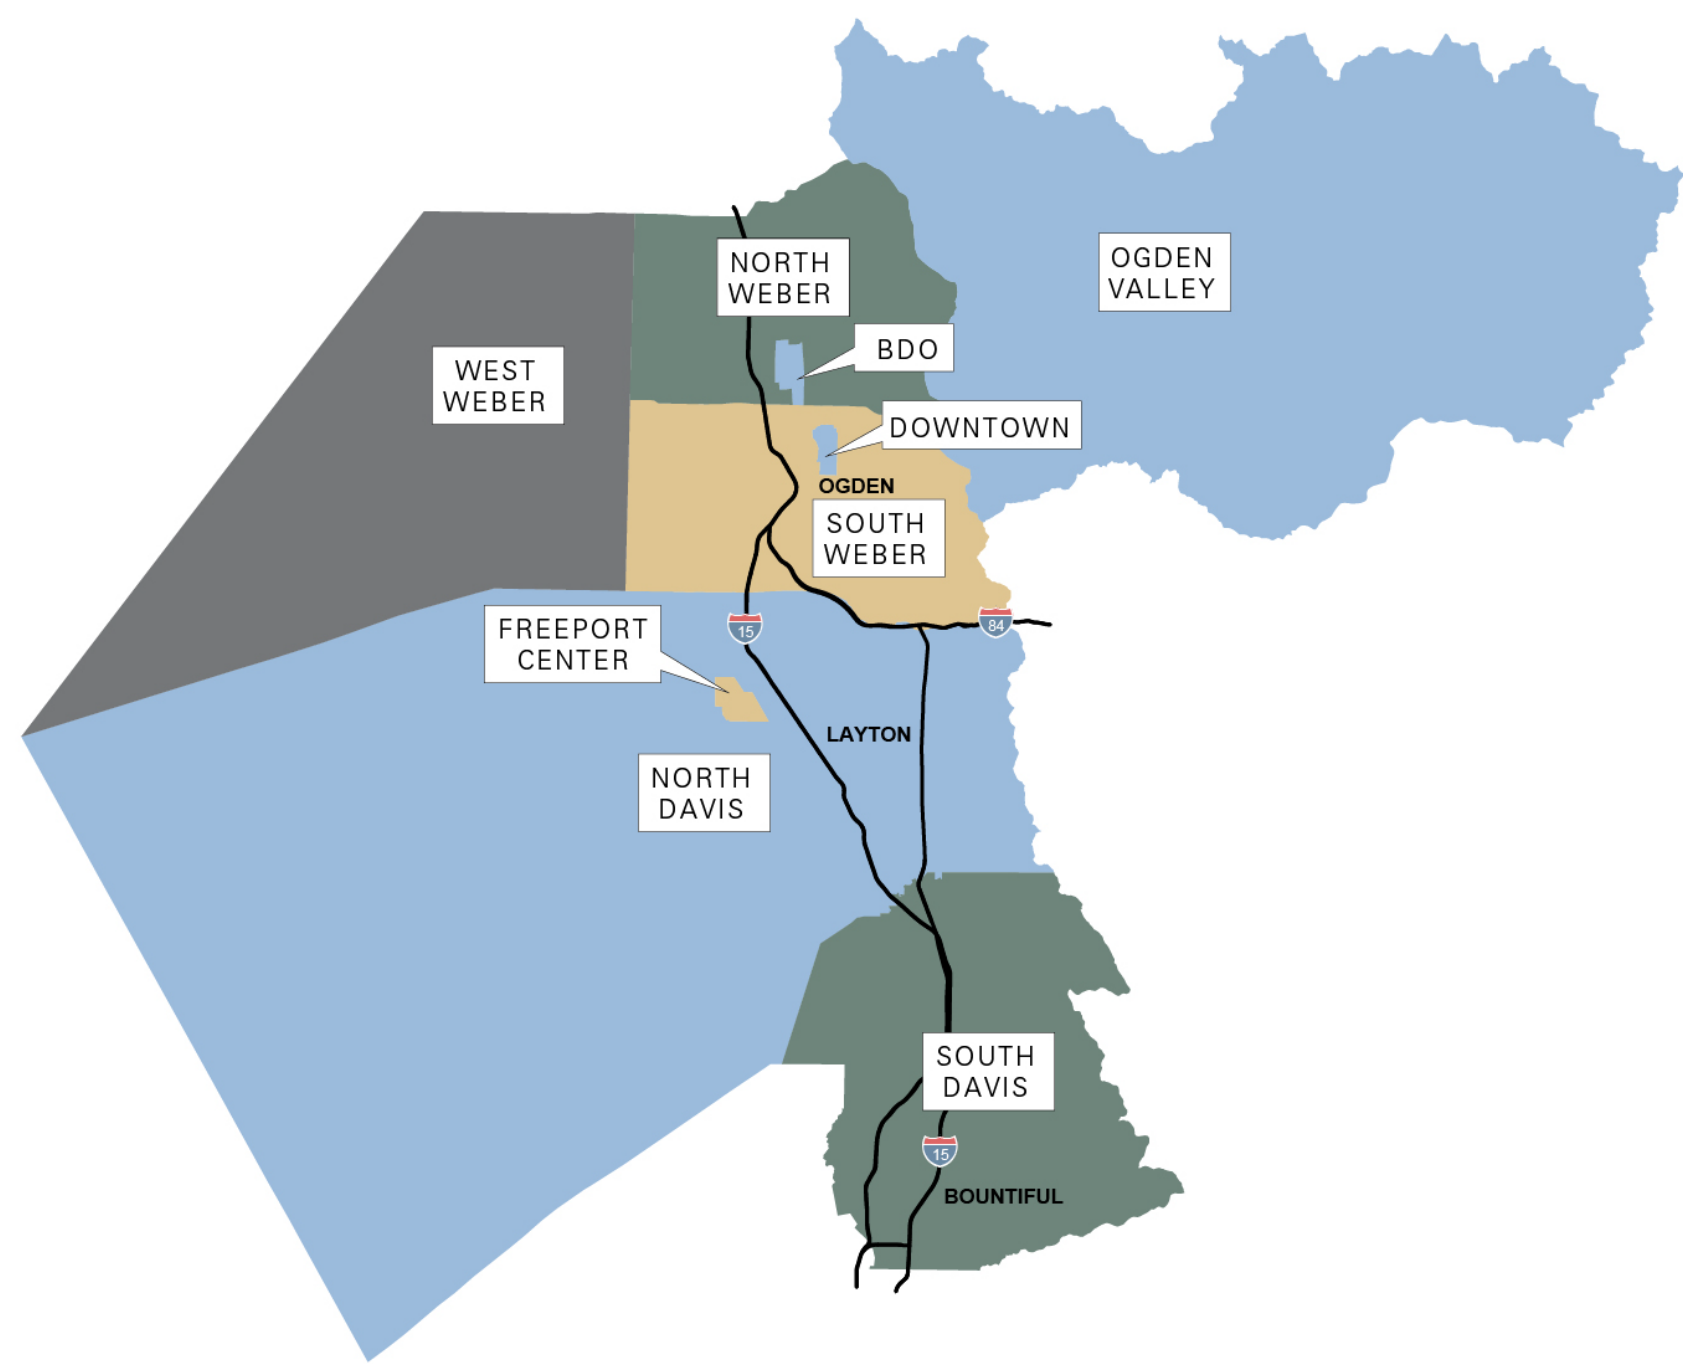 NORTH
WEBER
OGDEN
VALLEY
BDO
WEST
WEBER
DOWNTOWN
OGDEN
SOUTH
WEBER
FREEPORT
CENTER
15
84
LAYTON
NORTH
DAVIS
SOUTH
DAVIS
15
BOUNTIFUL